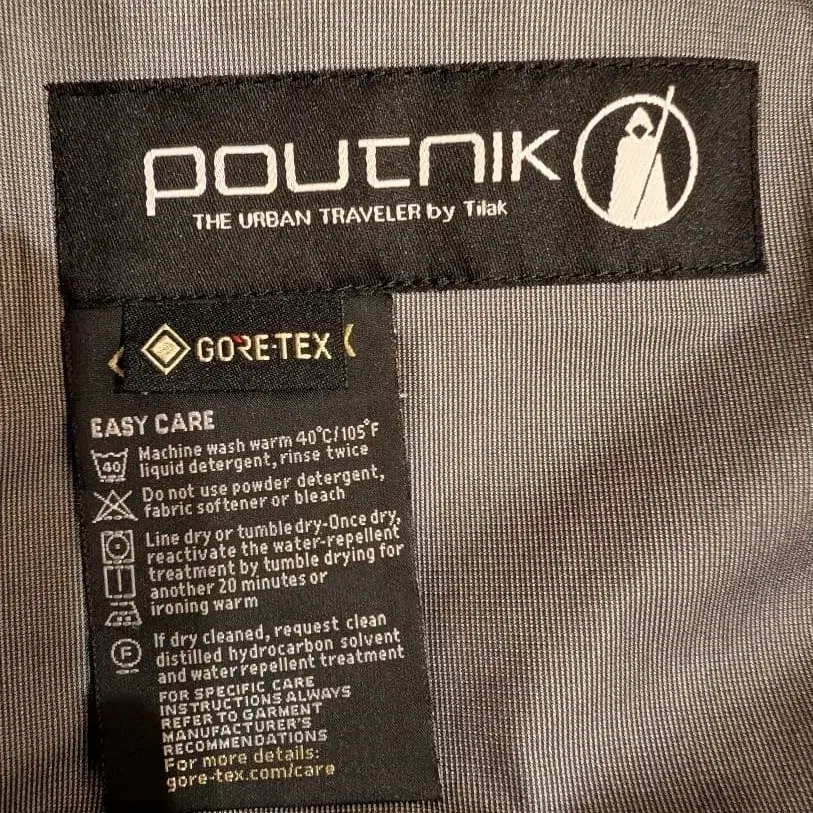 POUTNIK
THE URBAN TRAVELER by Tilak
GORE-TEX
EASY CARE
40
Machine wash warm 40°C/105°F
liquid detergent, rinse twice
Do not use powder detergent,
fabric softener or bleach
Line dry or tumble dry-Once dry,
reactivate the water-repellent
treatment by tumble drying for
another 20 minutes or
ironing warm
F
If dry cleaned, request clean
distilled hydrocarbon solvent
and water repellent treatment
FOR SPECIFIC CARE
INSTRUCTIONS ALWAYS
REFER TO GARMENT
MANUFACTURER'S
RECOMMENDATIONS
For more details:
gore-tex.com/care